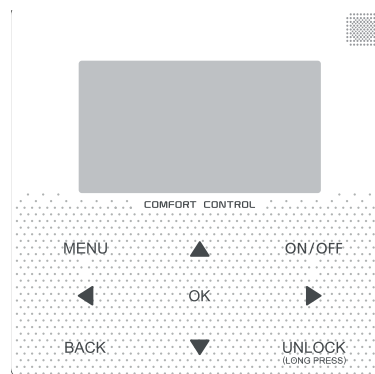 COMFORT CONTROL
MENU
ON/OFF
OK
BACK
UNLOCK
(LONG PRESS)